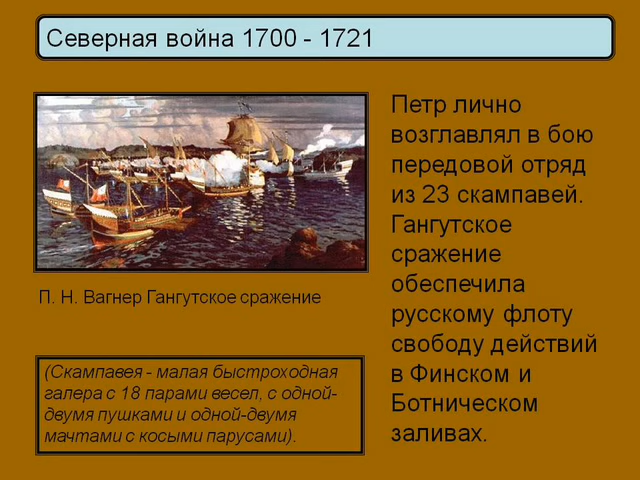 Северная война 1700 - 1721
Петр лично
возглавлял в бою
передовой отряд
из 23 скампавей.
Гангутское
сражение
обеспечила
русскому флоту
свободу действий
в Финском и
Ботническом
заливах.
П. Н. Вагнер Гангутское сражение
(Скампавея - малая быстроходная
галера с 18 парами весел, с одной-
двумя пушками и одной-двумя
мачтами с косыми парусами).